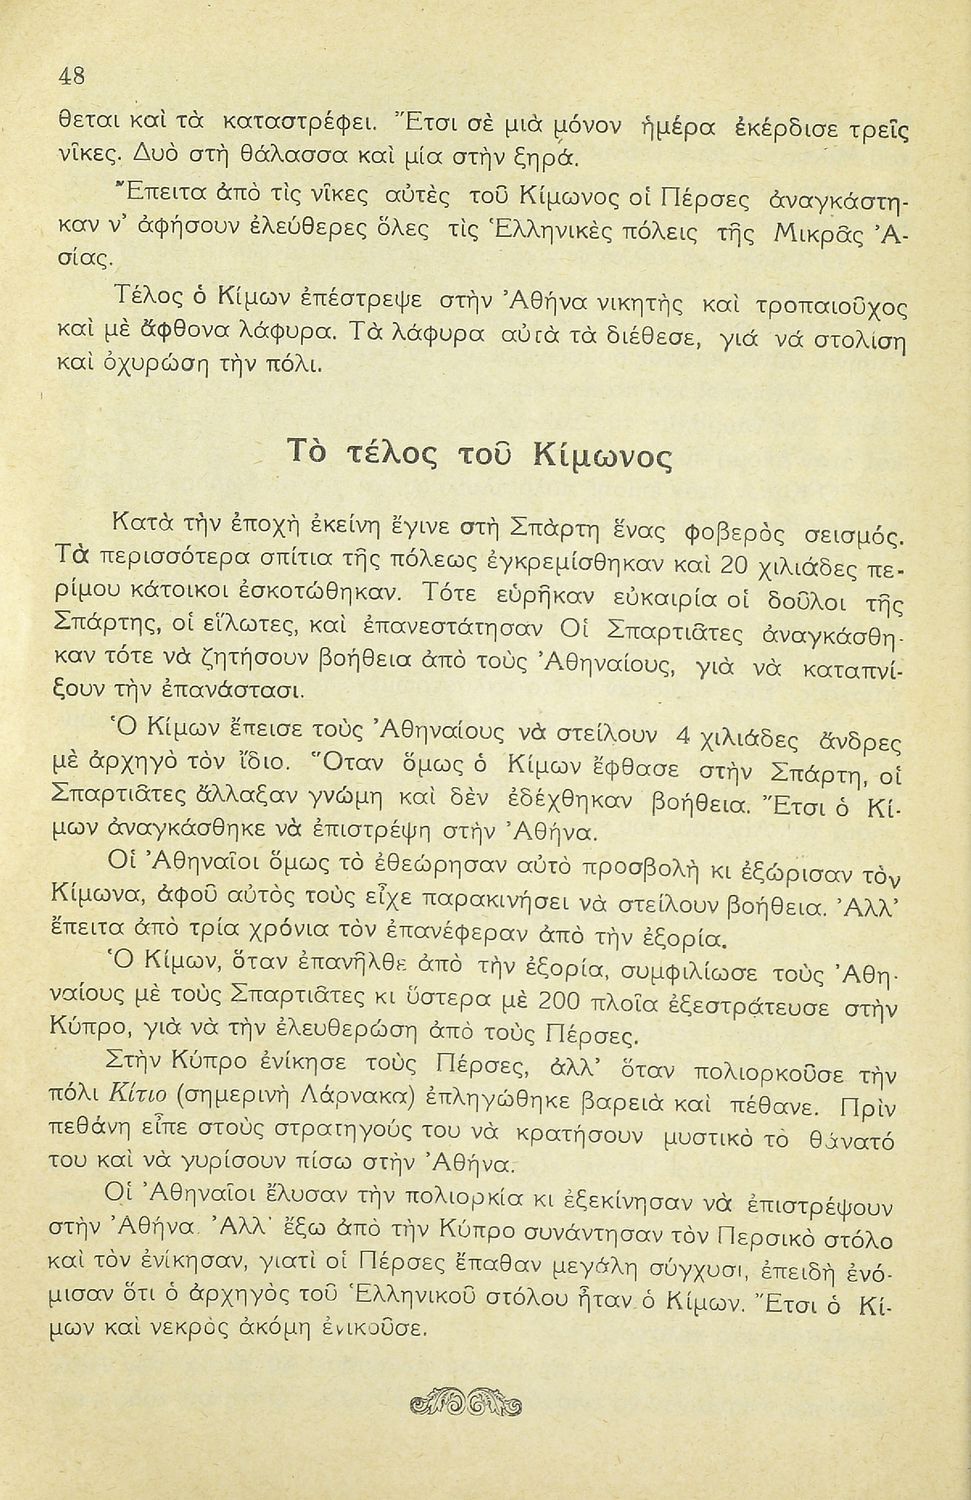 48
θεται καὶ τὰ καταστρέφει. Ἔτσι σὲ μιὰ μόνον ἡμέρα ἐκέρδισε τρεῖς
νῖκες. Δυὸ στὴ θάλασσα καὶ μία στὴν ξηρά.
Ἔπειτα ἀπὸ τὶς νῖκες αὐτὲς τοῦ Κίμωνος οἱ Πέρσες ἀναγκάστη-
καν ν' ἀφήσουν ἐλεύθερες ὅλες τὶς Ἑλληνικὲς πόλεις τῆς Μικρᾶς Ἀ-
σίας.
Τέλος ὁ Κίμων ἐπέστρεψε στὴν Ἀθήνα νικητὴς καὶ τροπαιοῦχος
καὶ μὲ ἄφθονα λάφυρα. Τὰ λάφυρα αὐτὰ τὰ διέθεσε, γιά νά στολίση
καὶ ὀχυρώση τὴν πόλι.
Τὸ τέλος τοῦ Κίμωνος
Κατὰ τὴν ἐποχὴ ἐκείνη ἔγινε στὴ Σπάρτη ἕνας φοβερὸς σεισμός.
Τὰ περισσότερα σπίτια τῆς πόλεως ἐγκρεμίσθηκαν καὶ 20 χιλιάδες πε-
ρίμου κάτοικοι ἐσκοτώθηκαν. Τότε εὑρῆκαν εὐκαιρία οἱ δοῦλοι τῆς
Σπάρτης, οἱ εἵλωτες, καὶ ἐπανεστάτησαν Οἱ Σπαρτιᾶτες ἀναγκάσθη-
καν τότε νὰ ζητήσουν βοήθεια ἀπὸ τοὺς Ἀθηναίους, γιὰ νὰ καταπνί-
ξουν τὴν ἐπανάστασι.
Ὁ Κίμων ἔπεισε τοὺς Ἀθηναίους νὰ στείλουν 4 χιλιάδες ἄνδρες
μὲ ἀρχηγὸ τὸν ἴδιο. Ὅταν ὅμως ὁ Κίμων ἔφθασε στὴν Σπάρτη, οἱ
Σπαρτιᾶτες ἄλλαξαν γνώμη καὶ δὲν ἐδέχθηκαν βοήθεια. Ἔτσι ὁ Κί-
μων ἀναγκάσθηκε νὰ ἐπιστρέψη στὴν Ἀθήνα.
Οἱ Ἀθηναῖοι ὅμως τὸ ἐθεώρησαν αὐτὸ προσβολὴ κι ἐξώρισαν τὸν
Κίμωνα, ἀφοῦ αὐτὸς τοὺς εἶχε παρακινήσει νὰ στείλουν βοήθεια. Ἀλλ'
ἔπειτα ἀπὸ τρία χρόνια τὸν ἐπανέφεραν ἀπὸ τὴν ἐξορία.
Ὁ Κίμων, ὅταν ἐπανῆλθε ἀπὸ τὴν ἐξορία, συμφιλίωσε τοὺς Ἀθη-
ναίους μὲ τοὺς Σπαρτιᾶτες κι ὕστερα μὲ 200 πλοῖα ἐξεστράτευσε στὴν
Κύπρο, γιὰ νὰ τὴν ἐλευθερώση ἀπὸ τοὺς Πέρσες.
Στὴν Κύπρο ἐνίκησε τοὺς Πέρσες, ἀλλ' ὅταν πολιορκοῦσε τὴν
πόλι Κίτιο (σημερινὴ Λάρνακα) ἐπληγώθηκε βαρειὰ καὶ πέθανε. Πρὶν
πεθάνη εἶπε στοὺς στρατηγούς του νὰ κρατήσουν μυστικὸ τὸ θάνατό
του καὶ νὰ γυρίσουν πίσω στὴν Ἀθήνα.
Οἱ Ἀθηναῖοι ἔλυσαν τὴν πολιορκία κι ἐξεκίνησαν νὰ ἐπιστρέψουν
στὴν Ἀθήνα. Ἀλλ' ἔξω ἀπὸ τὴν Κύπρο συνάντησαν τὸν Περσικὸ στόλο
καὶ τὸν ἐνίκησαν, γιατὶ οἱ Πέρσες ἔπαθαν μεγάλη σύγχυσι, ἐπειδὴ ἐνό-
μισαν ὅτι ὁ ἀρχηγὸς τοῦ Ἑλληνικοῦ στόλου ἦταν ὁ Κίμων. Ἔτσι ὁ Κί-
μων καὶ νεκρὸς ἀκόμη ἐνικοῦσε.